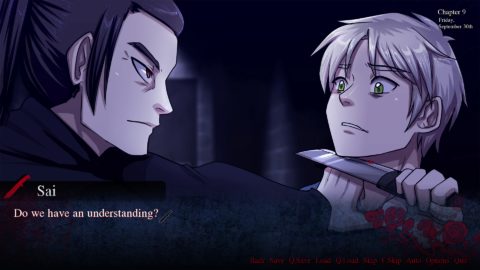 Chapter 9
Friday,
September 30th
Sai
Do we have an understanding?
Back Save Q.Save Load Q.Load Skip Auto Options Quit